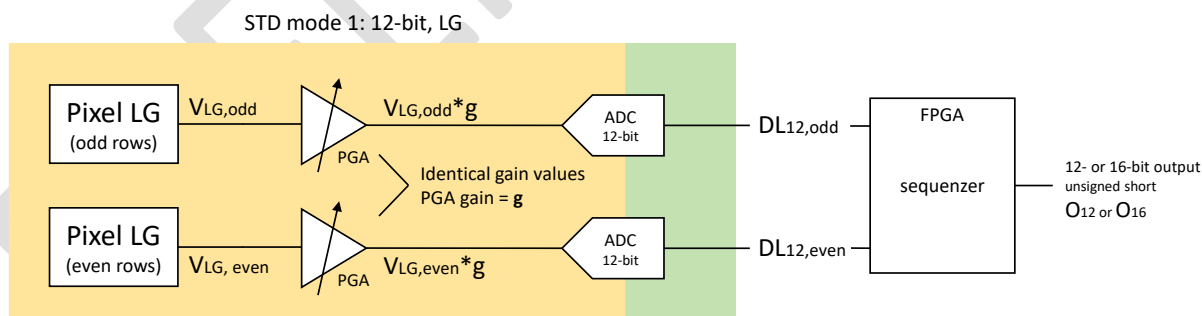 STD mode 1: 12-bit, LG
Pixel LG
(odd rows)
VLG,odd
PGA
VLG,odd*g
ADC
12-bit
DL12,odd
FPGA
sequenzer
12- or 16-bit output
unsigned short
O12 or O16
Identical gain values
PGA gain = g
Pixel LG
(even rows)
VLG, even
PGA
VLG,even*g
ADC
12-bit
DL12,even